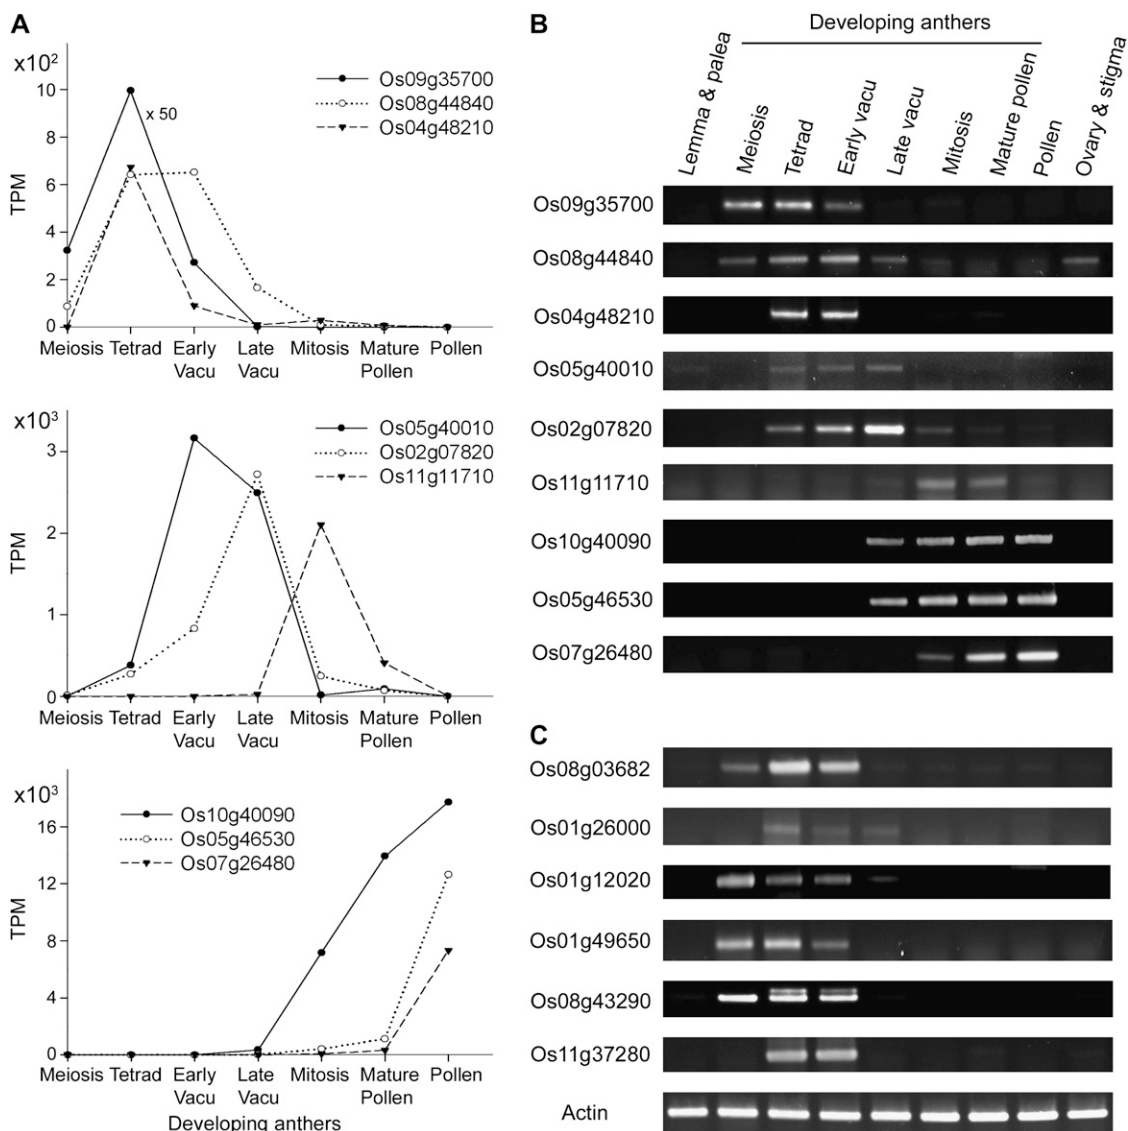 A
x10²
10
8
6
4
2
0
TPM
x 50
Os09g35700
Os08g44840
Os04g48210
Meiosis Tetrad Early Vacu Late Vacu Mitosis Mature Pollen Pollen
x10³
3
2
1
0
TPM
Os05g40010
Os02g07820
Os11g11710
Meiosis Tetrad Early Vacu Late Vacu Mitosis Mature Pollen Pollen
x10³
16
12
8
4
0
TPM
Os10g40090
Os05g46530
Os07g26480
Meiosis Tetrad Early Vacu Late Vacu Mitosis Mature Pollen Pollen
Developing anthers
B
Developing anthers
Lemma & palea
Meiosis
Tetrad
Early vacu
Late vacu
Mitosis
Mature pollen
Pollen
Ovary & stigma
Os09g35700
Os08g44840
Os04g48210
Os05g40010
Os02g07820
Os11g11710
Os10g40090
Os05g46530
Os07g26480
C
Os08g03682
Os01g26000
Os01g12020
Os01g49650
Os08g43290
Os11g37280
Actin